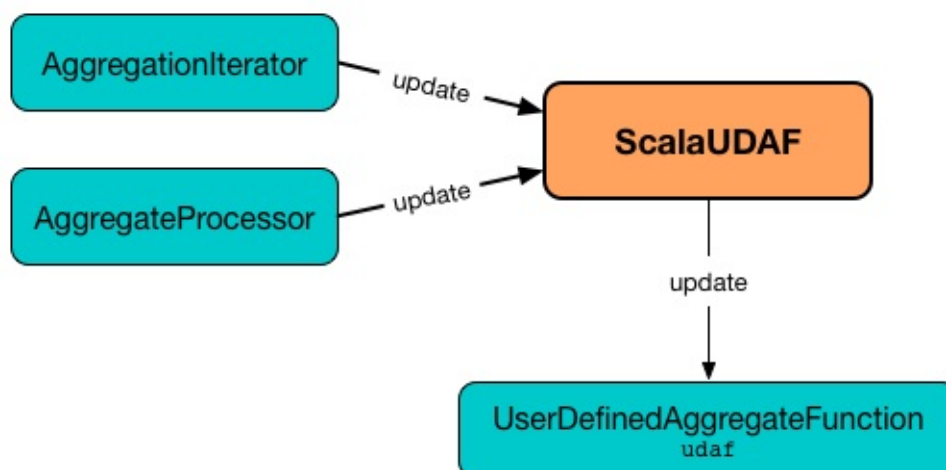 AggregationIterator
update
ScalaUDAF
AggregateProcessor
update
update
UserDefinedAggregateFunction
udaf